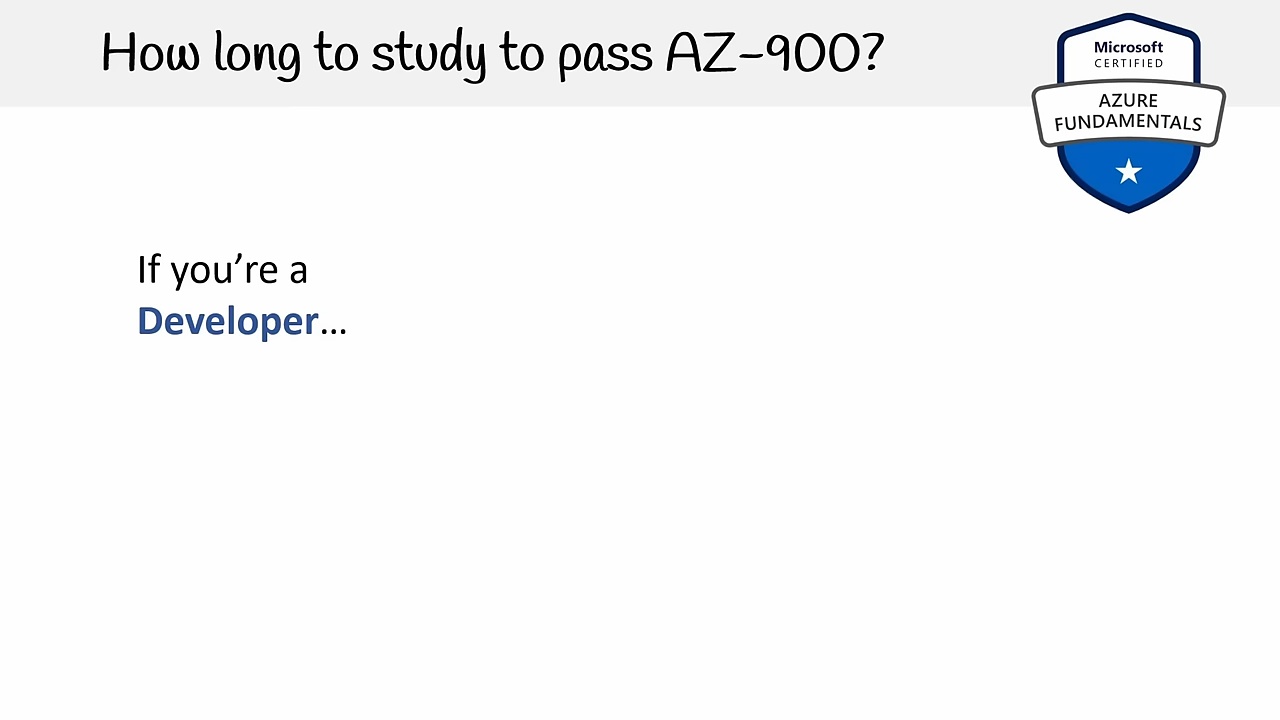 How long to study to pass AZ-900?
Microsoft
CERTIFIED
AZURE
FUNDAMENTALS
If you’re a
Developer…